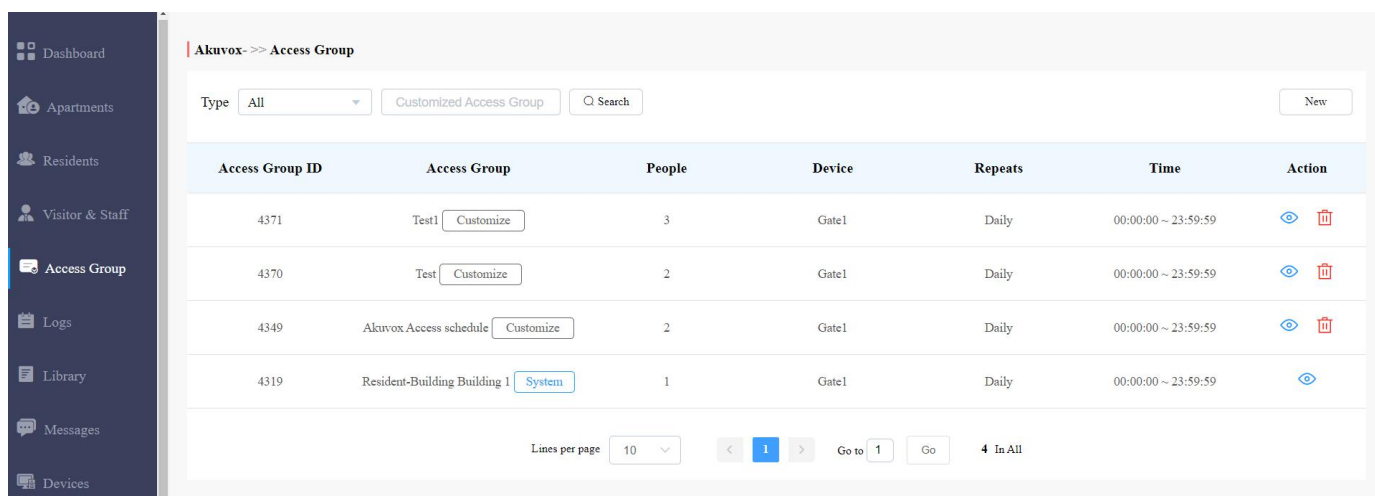 Dashboard
Apartments
Residents
Visitor & Staff
Access Group
Logs
Library
Messages
Devices
Akuvox- >> Access Group
Type All Customized Access Group Search New
Access Group ID Access Group People Device Repeats Time Action
4371 Test1 Customize 3 Gate1 Daily 00:00:00 ~ 23:59:59
4370 Test Customize 2 Gate1 Daily 00:00:00 ~ 23:59:59
4349 Akuvox Access schedule Customize 2 Gate1 Daily 00:00:00 ~ 23:59:59
4319 Resident-Building Building 1 System 1 Gate1 Daily 00:00:00 ~ 23:59:59
Lines per page 10 < 1 > Go to 1 Go 4 In All